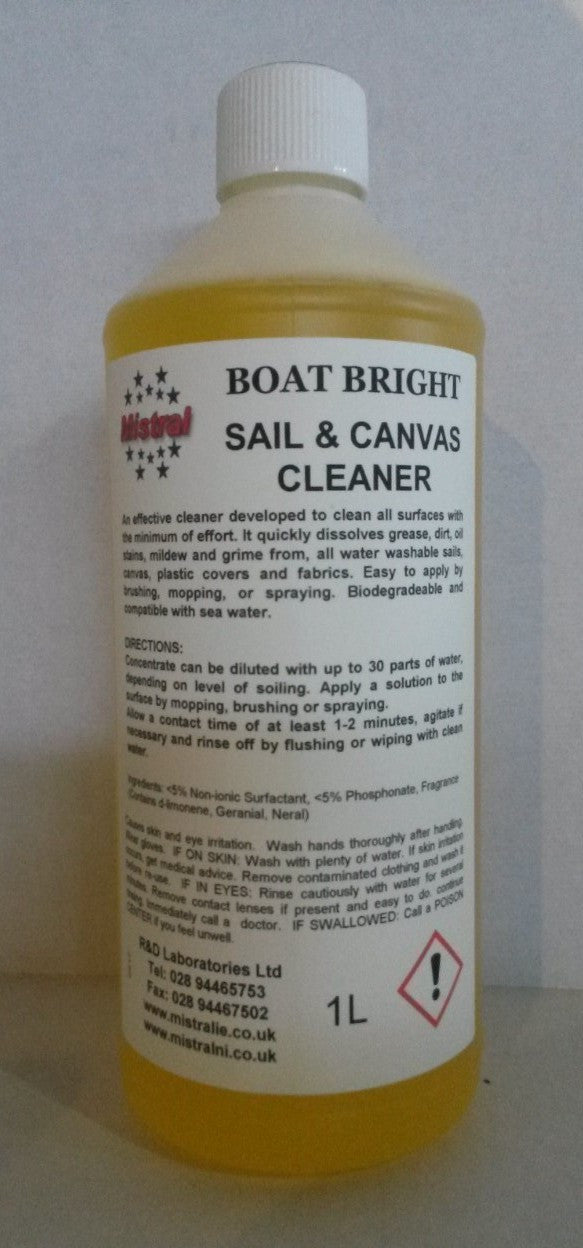 Mistral
BOAT BRIGHT
SAIL & CANVAS
CLEANER
An effective cleaner developed to clean all surfaces with
the minimum of effort. It quickly dissolves grease, dirt, oil
stains, mildew and grime from, all water washable sails,
canvas, plastic covers and fabrics. Easy to apply by
brushing, mopping, or spraying. Biodegradeable and
compatible with sea water.
DIRECTIONS:
Concentrate can be diluted with up to 30 parts of water,
depending on level of soiling. Apply a solution to the
surface by mopping, brushing or spraying.
Allow a contact time of at least 1-2 minutes, agitate if
necessary and rinse off by flushing or wiping with clean
water.
Ingredients: <5% Non-ionic Surfactant, <5% Phosphonate, Fragrance
(Contains d-limonene, Geranial, Neral)
Causes skin and eye irritation. Wash hands thoroughly after handling.
Wear gloves. IF ON SKIN: Wash with plenty of water. If skin irritation
occurs, get medical advice. Remove contaminated clothing and wash it
before re-use. IF IN EYES: Rinse cautiously with water for several
minutes. Remove contact lenses if present and easy to do. continue
rinsing. Immediately call a doctor. IF SWALLOWED: Call a POISON
CENTER if you feel unwell.
R&D Laboratories Ltd
Tel: 028 94465753
Fax: 028 94467502
www.mistralie.co.uk
www.mistralni.co.uk
1L